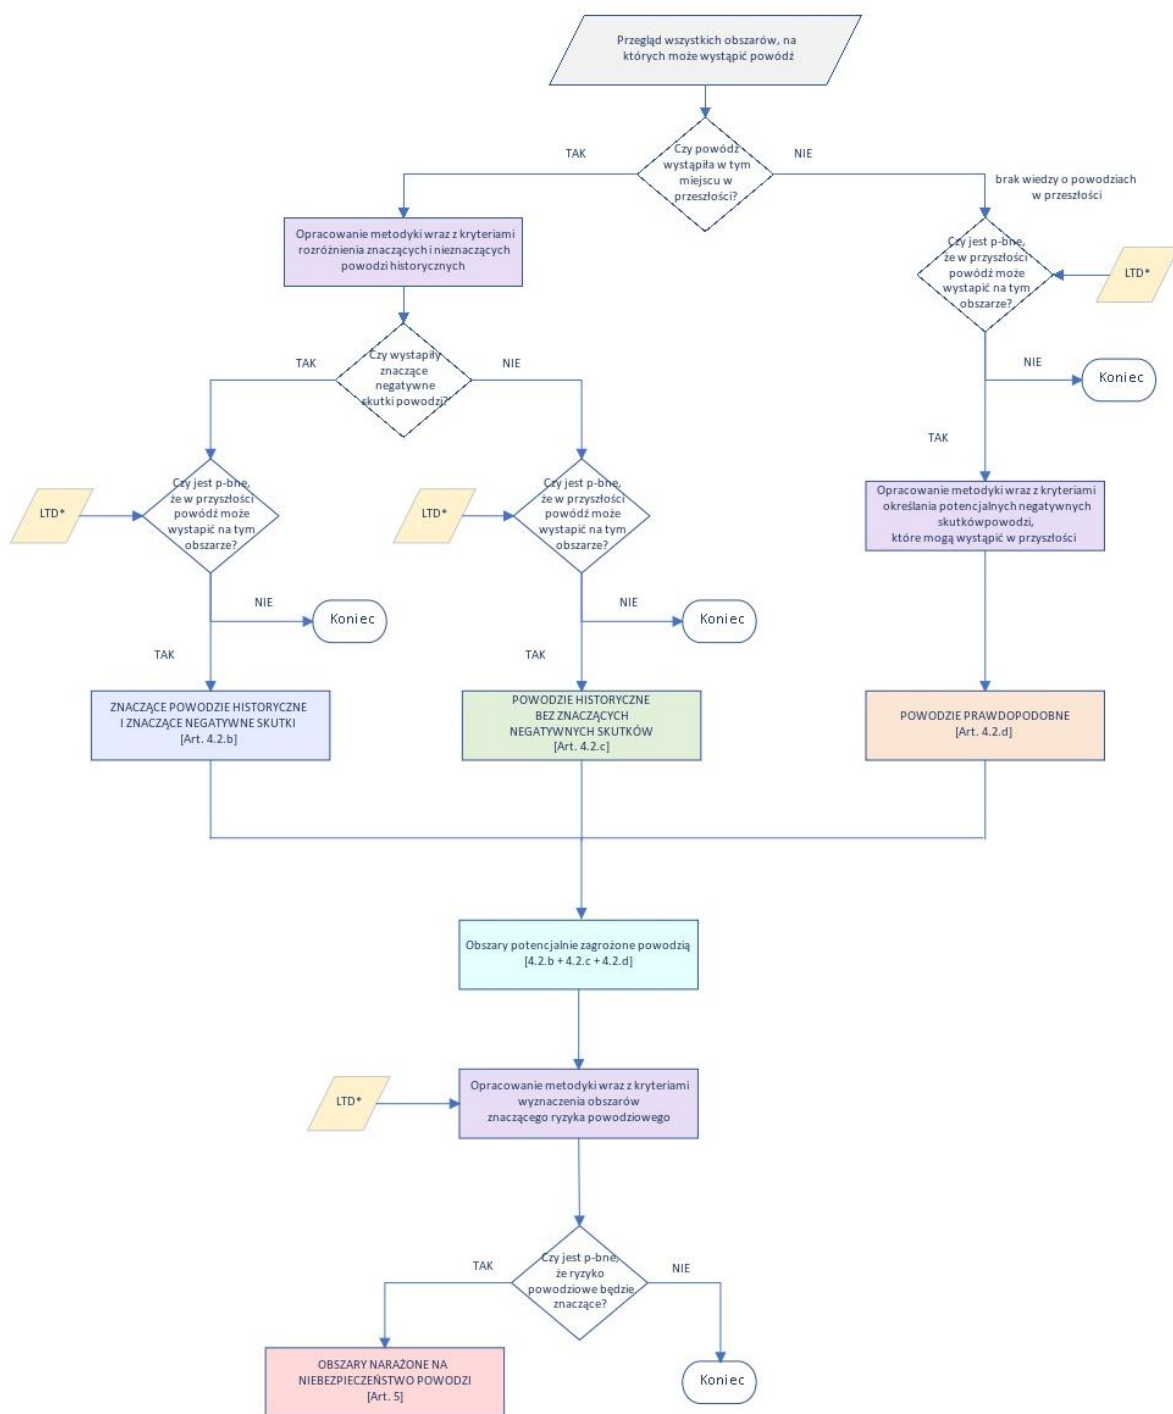 Przegląd wszystkich obszarów, na
których może wystąpić powódź
Czy powódź
wystąpiła w tym
miejscu w
przeszłości?
TAK
NIE
brak wiedzy o powodziach
w przeszłości
Opracowanie metodyki wraz z kryteriami
rozróżnienia znaczących i nieznaczących
powodzi historycznych
Czy jest p-bne,
że w przyszłości
powódź może
wystapić na tym
obszarze?
LTD*
Czy wystapiły
znaczące
negatywne
skutki powodzi?
TAK
NIE
NIE
Koniec
TAK
Czy jest p-bne,
że w przyszłości
powódź może
wystapić na tym
obszarze?
LTD*
Czy jest p-bne,
że w przyszłości
powódź może
wystapić na tym
obszarze?
LTD*
Opracowanie metodyki wraz z kryteriami
określania potencjalnych negatywnych
skutkówpowodzi,
które mogą wystąpić w przyszłości
NIE
Koniec
TAK
NIE
Koniec
TAK
ZNACZĄCE POWODZIE HISTORYCZNE
I ZNACZĄCE NEGATYWNE SKUTKI
[Art. 4.2.b]
POWODZIE HISTORYCZNE
BEZ ZNACZĄCYCH
NEGATYWNYCH SKUTKÓW
[Art. 4.2.c]
POWODZIE PRAWDOPODOBNE
[Art. 4.2.d]
Obszary potencjalnie zagrożone powodzią
[4.2.b + 4.2.c + 4.2.d]
LTD*
Opracowanie metodyki wraz z kryteriami
wyznaczenia obszarów
znaczącego ryzyka powodziowego
Czy jest p-bne,
że ryzyko
powodziowe będzie
znaczące?
TAK
NIE
OBSZARY NARAŻONE NA
NIEBEZPIECZEŃSTWO POWODZI
[Art. 5]
Koniec